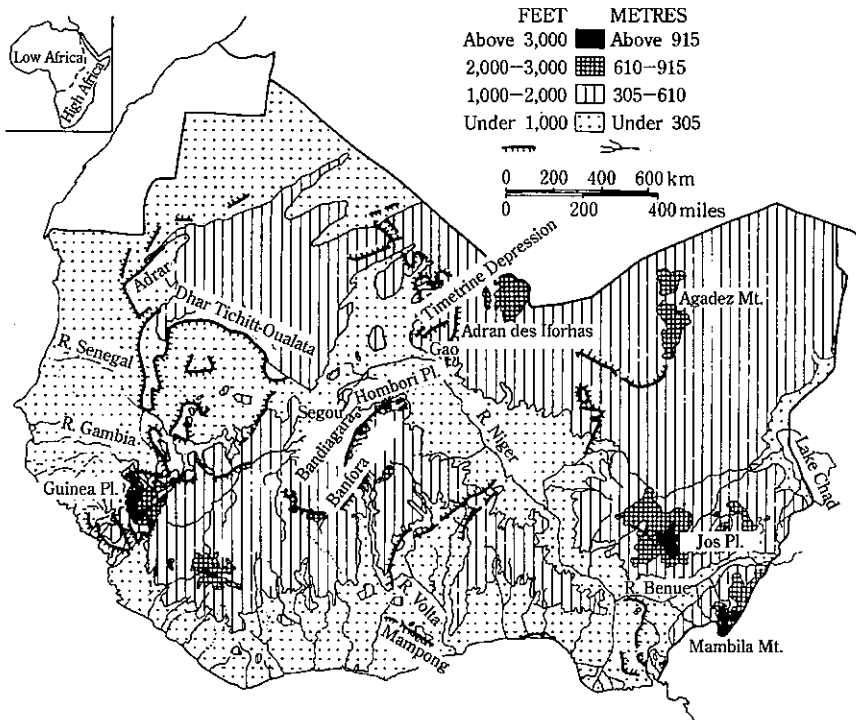 FEET METRES
Above 3,000 Above 915
2,000—3,000 610—915
1,000—2,000 305—610
Under 1,000 Under 305
0 200 400 600 km
0 200 400 miles
Low Africa
High Africa
Adrar
Dhar Tichitt-Oualata
Timetrine Depression
Adran des Iforhas
Agadez Mt.
R. Senegal
Gao
Hombori Pl.
Segou
Bandiagara
R. Gambia
R. Niger
Lake Chad
Banfora
Guinea Pl.
Jos Pl.
R. Benue
R. Volta
Mampong
Mambila Mt.